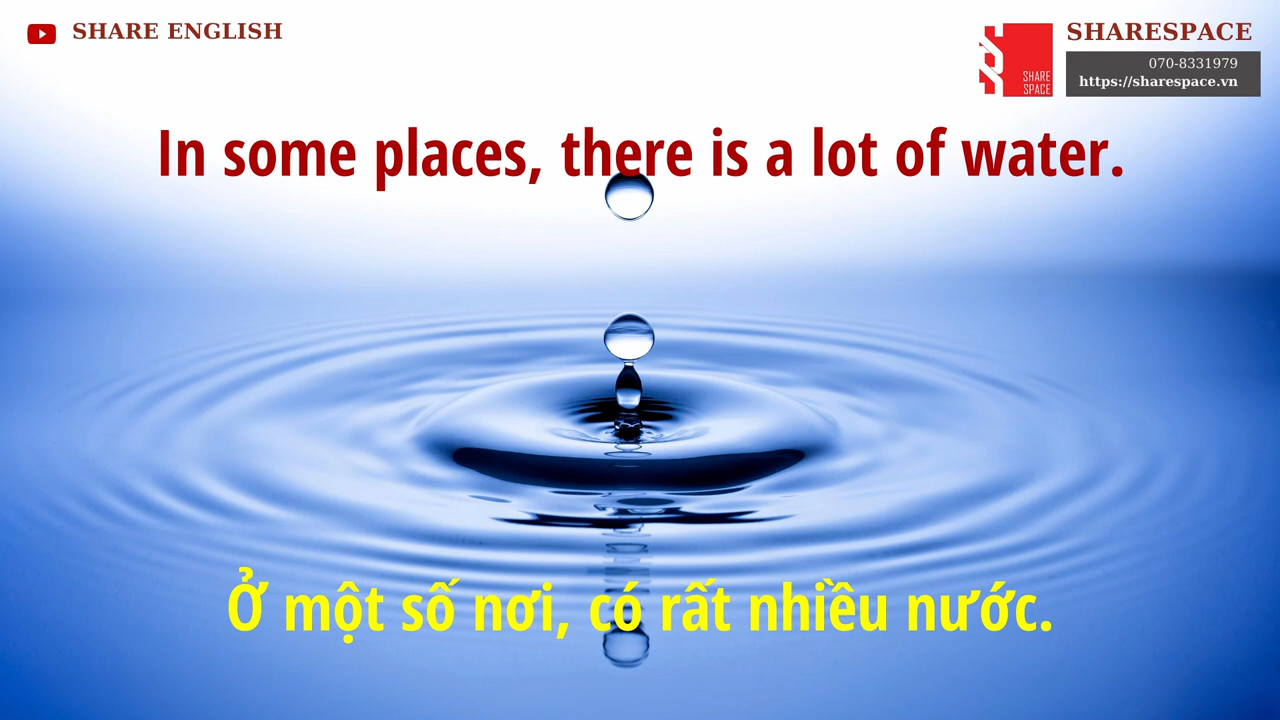 SHARE ENGLISH
SHARESPACE
070-8331979
https://sharespace.vn
SHARE
SPACE
In some places, there is a lot of water.
Ở một số nơi, có rất nhiều nước.